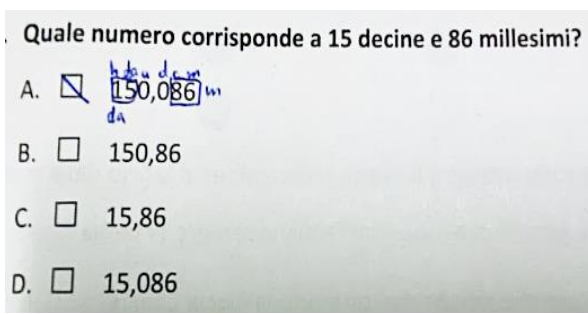 Quale numero corrisponde a 15 decine e 86 millesimi?
h da u d c m
A. 150,086 m
da
B. 150,86
C. 15,86
D. 15,086